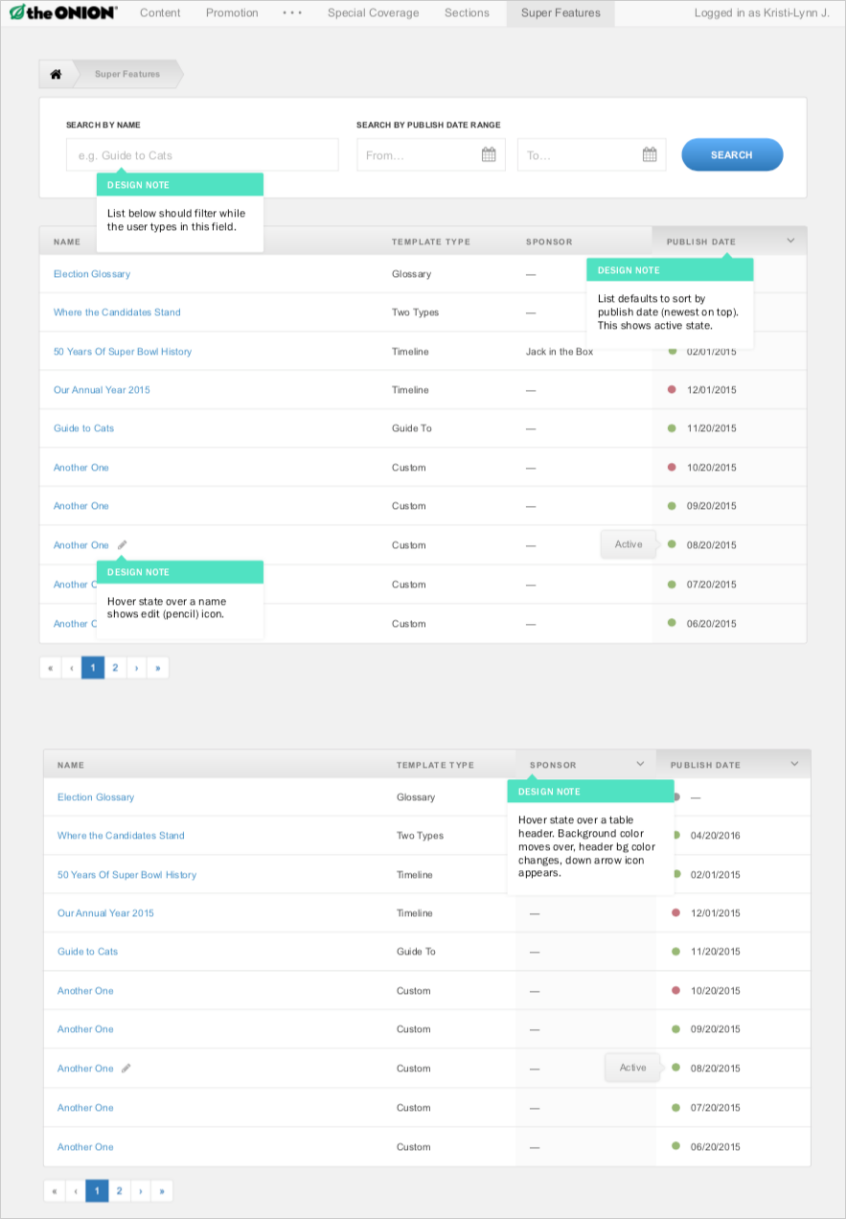 the ONION® Content Promotion ••• Special Coverage Sections Super Features Logged in as Kristi-Lynn J.
Super Features
SEARCH BY NAME SEARCH BY PUBLISH DATE RANGE
e.g. Guide to Cats From... To... SEARCH
DESIGN NOTE
List below should filter while
the user types in this field.
NAME TEMPLATE TYPE SPONSOR PUBLISH DATE
Election Glossary Glossary —
DESIGN NOTE
List defaults to sort by
publish date (newest on top).
This shows active state.
Where the Candidates Stand Two Types —
50 Years Of Super Bowl History Timeline Jack in the Box 02/01/2015
Our Annual Year 2015 Timeline — 12/01/2015
Guide to Cats Guide To — 11/20/2015
Another One Custom — 10/20/2015
Another One Custom — 09/20/2015
Another One Custom — Active 08/20/2015
DESIGN NOTE
Hover state over a name
shows edit (pencil) icon.
Another Custom — 07/20/2015
Another Custom — 06/20/2015
« ‹ 1 2 › »
NAME TEMPLATE TYPE SPONSOR PUBLISH DATE
DESIGN NOTE
Hover state over a table
header. Background color
moves over, header bg color
changes, down arrow icon
appears.
Election Glossary Glossary —
Where the Candidates Stand Two Types 04/20/2016
50 Years Of Super Bowl History Timeline 02/01/2015
Our Annual Year 2015 Timeline — 12/01/2015
Guide to Cats Guide To — 11/20/2015
Another One Custom — 10/20/2015
Another One Custom — 09/20/2015
Another One Custom — Active 08/20/2015
Another One Custom — 07/20/2015
Another One Custom — 06/20/2015
« ‹ 1 2 › »